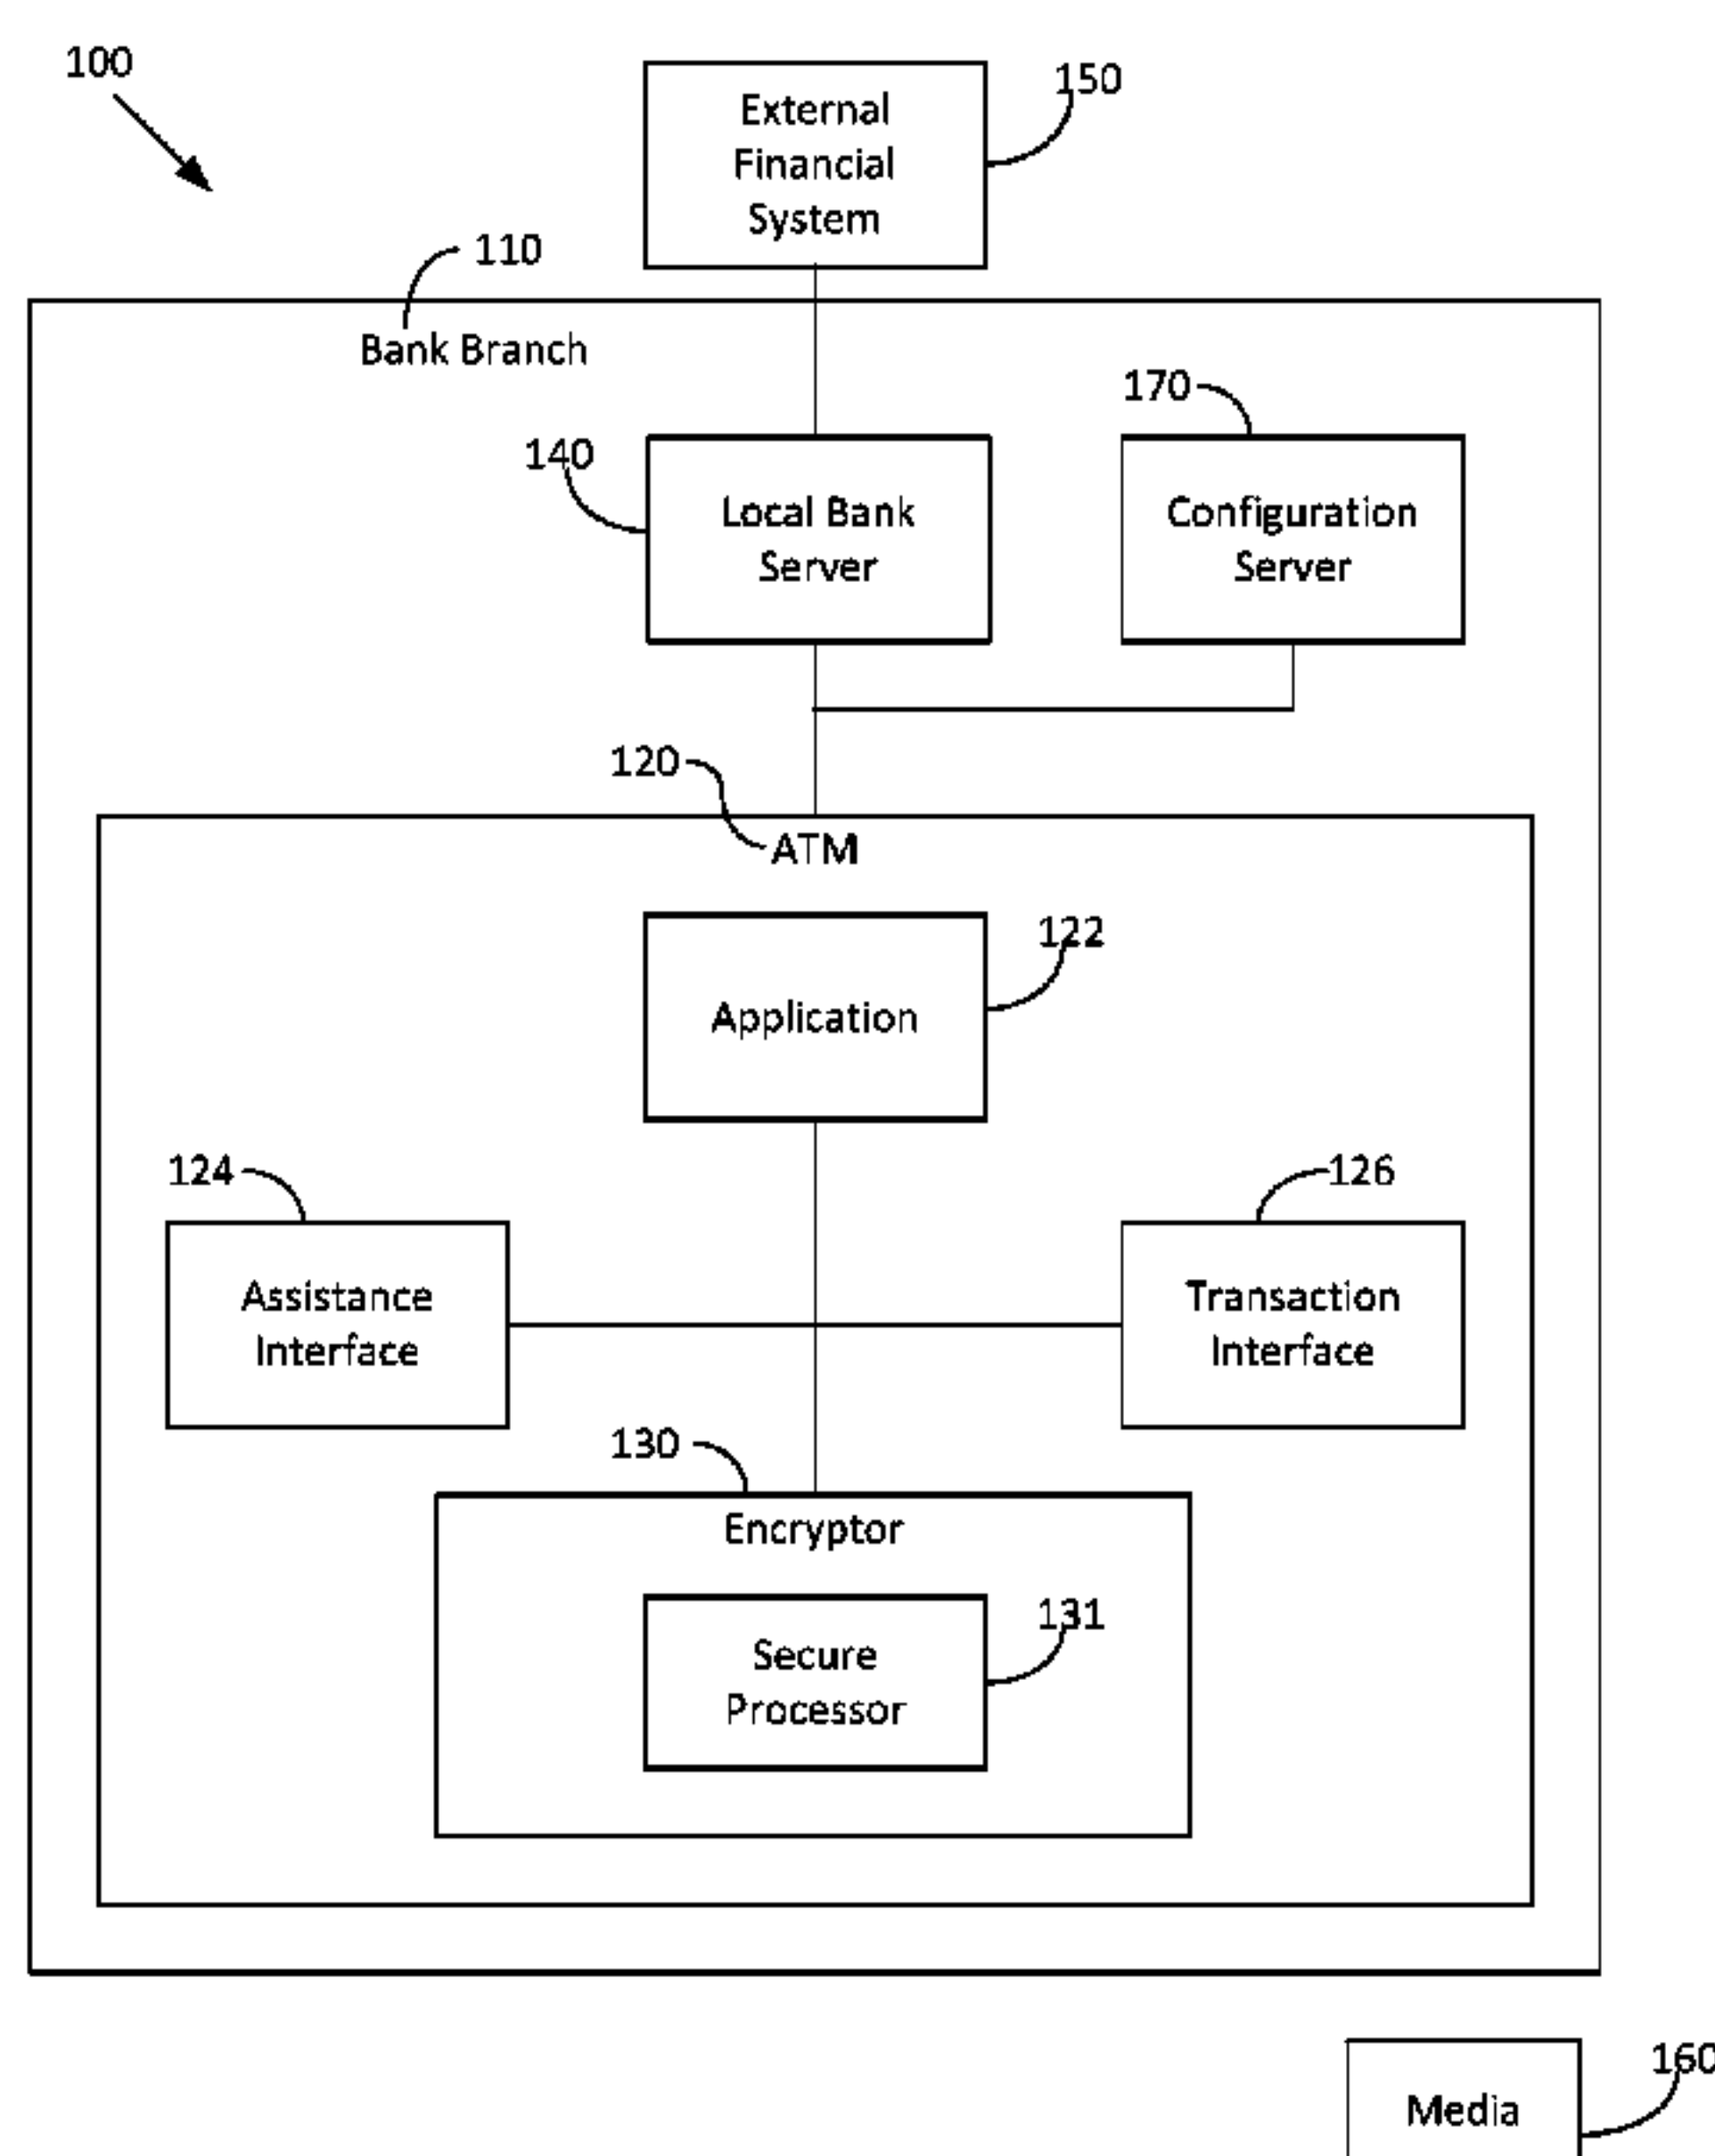 100
External
Financial
System
150
110
Bank Branch
170
140
Local Bank
Server
Configuration
Server
120
ATM
122
Application
124
126
Assistance
Interface
Transaction
Interface
130
Encryptor
131
Secure
Processor
160
Media